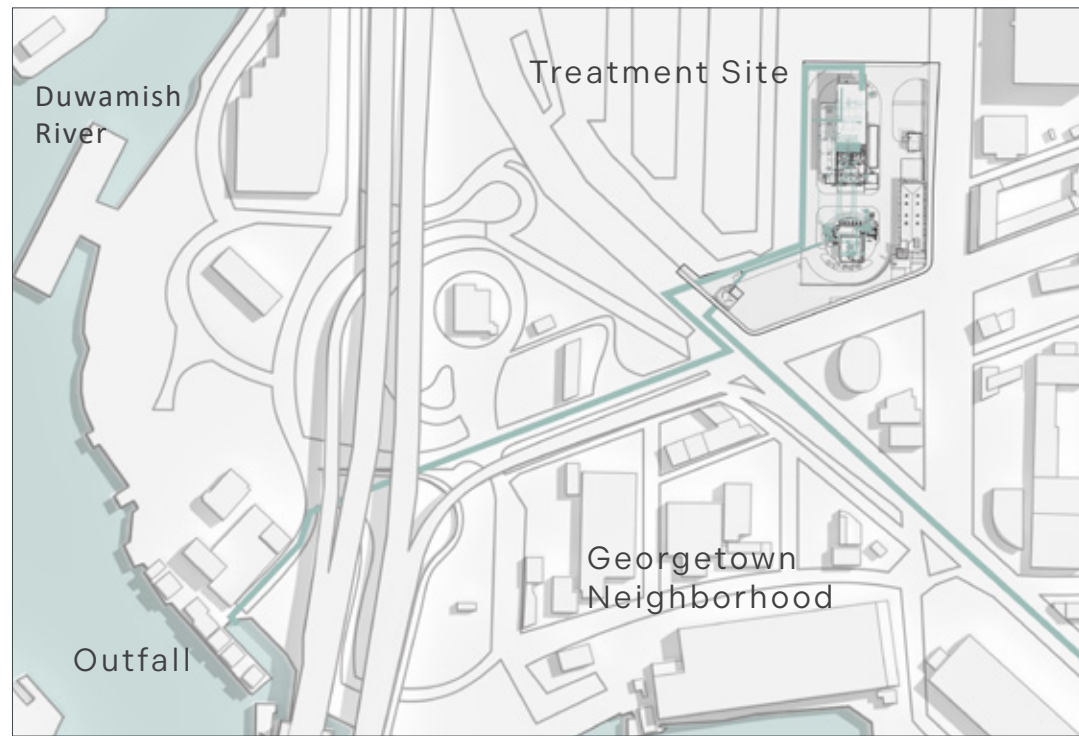 Treatment Site
Duwamish
River
Georgetown
Neighborhood
Outfall